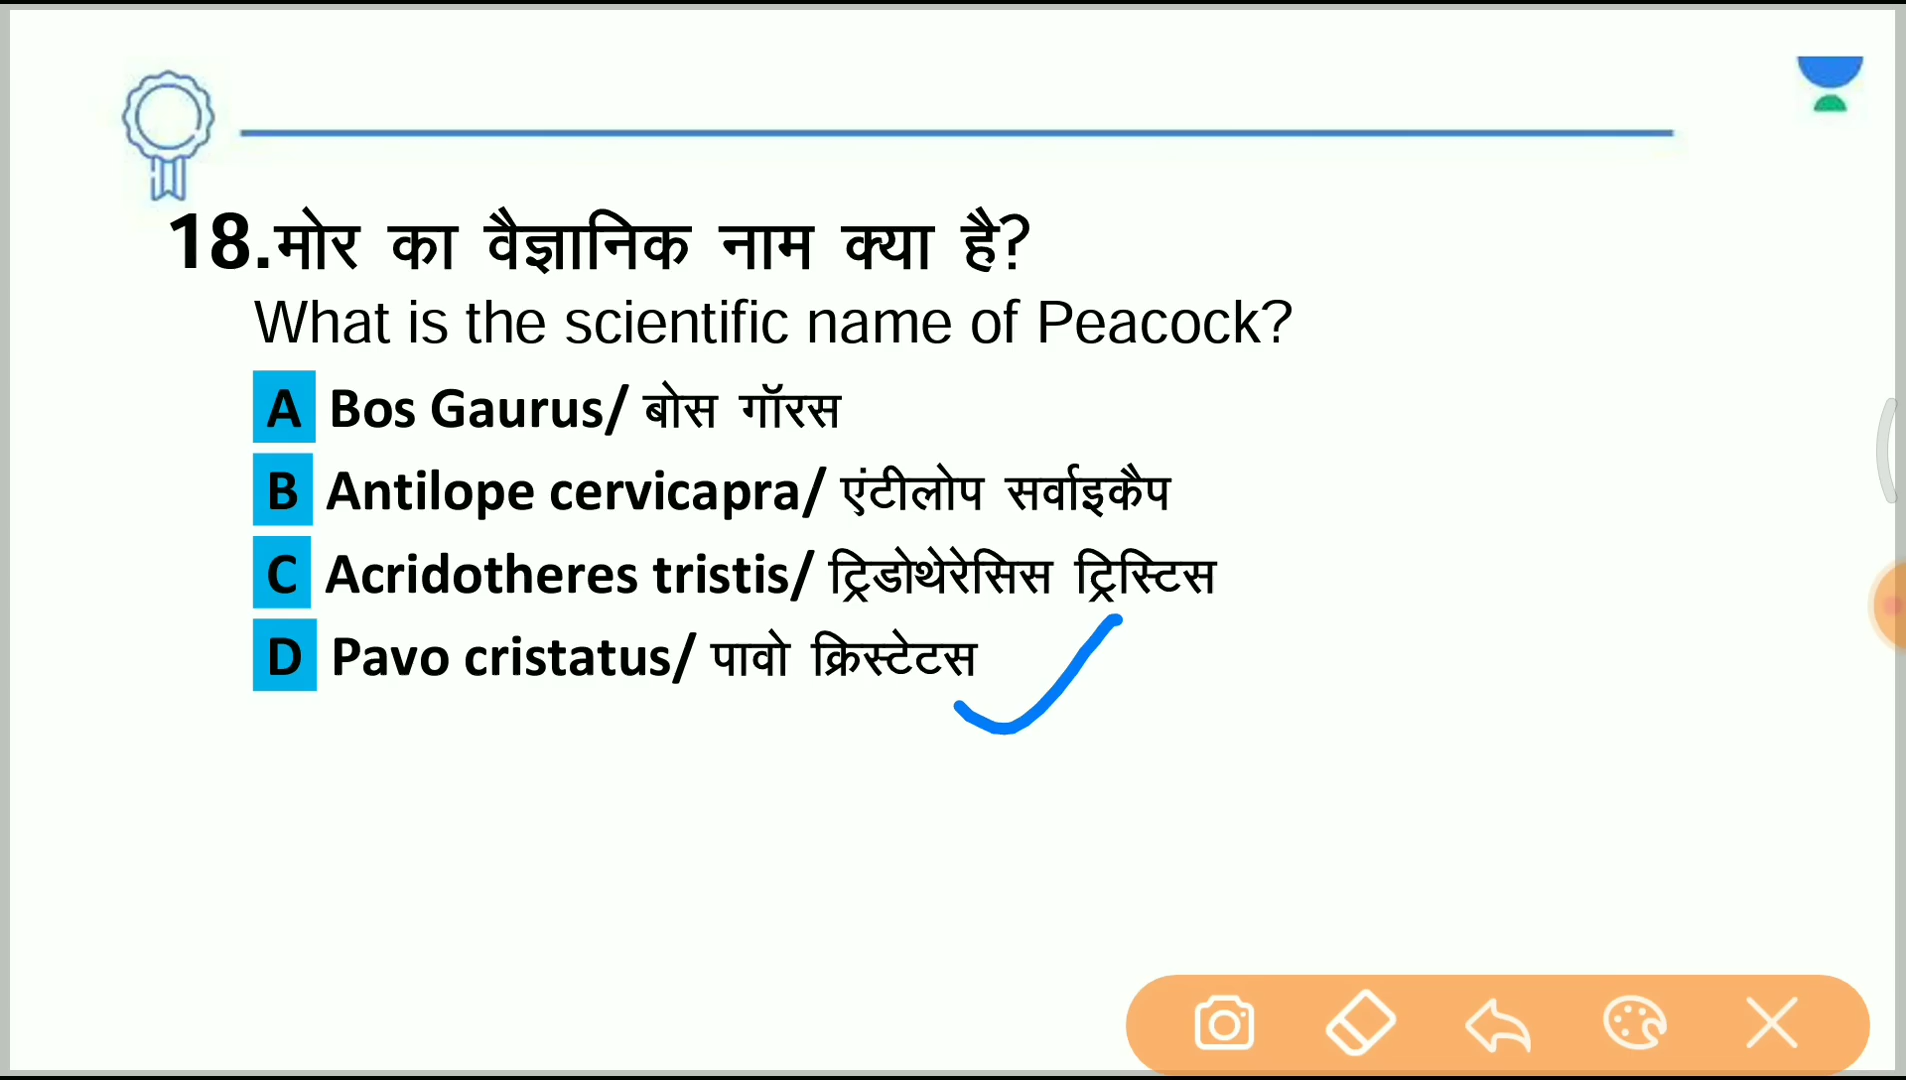 18.मोर का वैज्ञानिक नाम क्या है?
What is the scientific name of Peacock?
A Bos Gaurus/ बोस गॉरस
B Antilope cervicapra/ एंटीलोप सर्वाइकैप
C Acridotheres tristis/ ट्रिडोथेरेसिस ट्रिस्टिस
D Pavo cristatus/ पावो क्रिस्टेटस